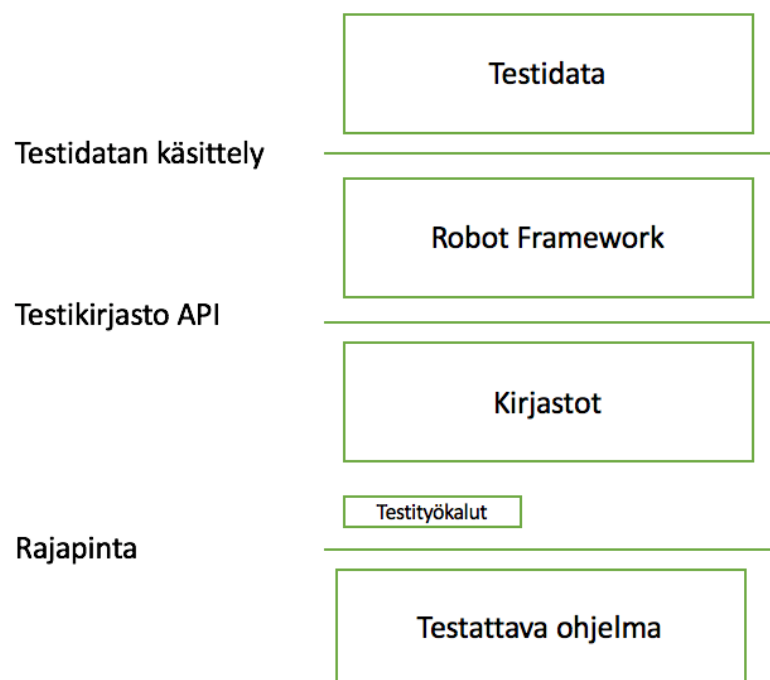 Testidata
Testidatan käsittely
Robot Framework
Testikirjasto API
Kirjastot
Testityökalut
Rajapinta
Testattava ohjelma